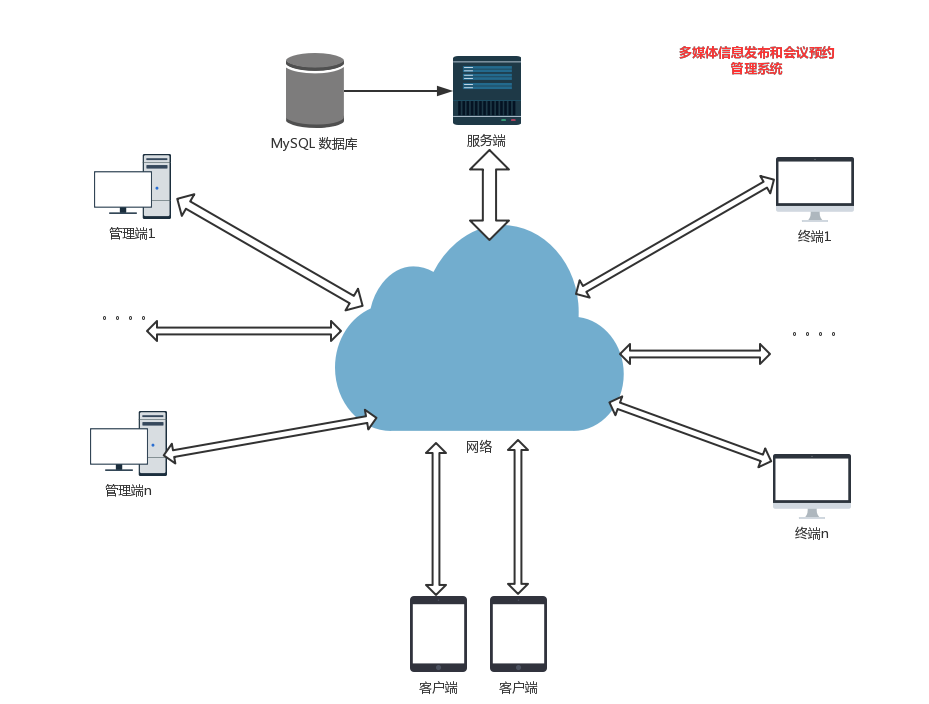 多媒体信息发布和会议预约
管理系统
MySQL 数据库
服务端
管理端1
终端1
管理端n
网络
终端n
客户端
客户端